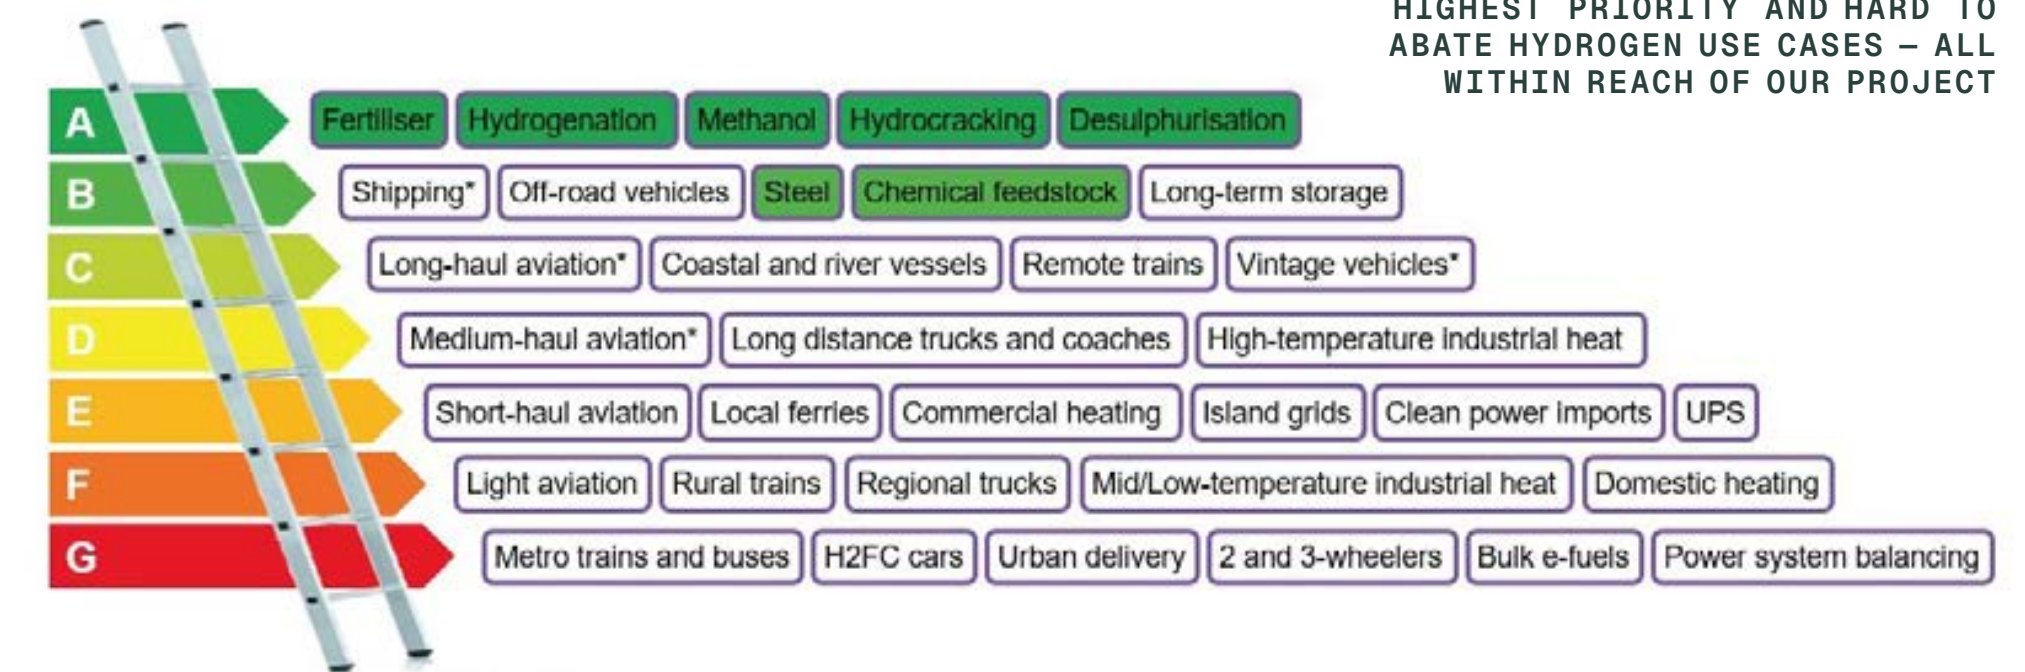 HIGHEST PRIORITY AND HARD TO
ABATE HYDROGEN USE CASES – ALL
WITHIN REACH OF OUR PROJECT
A Fertiliser Hydrogenation Methanol Hydrocracking Desulphurisation
B Shipping* Off-road vehicles Steel Chemical feedstock Long-term storage
C Long-haul aviation* Coastal and river vessels Remote trains Vintage vehicles*
D Medium-haul aviation* Long distance trucks and coaches High-temperature industrial heat
E Short-haul aviation Local ferries Commercial heating Island grids Clean power imports UPS
F Light aviation Rural trains Regional trucks Mid/Low-temperature industrial heat Domestic heating
G Metro trains and buses H2FC cars Urban delivery 2 and 3-wheelers Bulk e-fuels Power system balancing